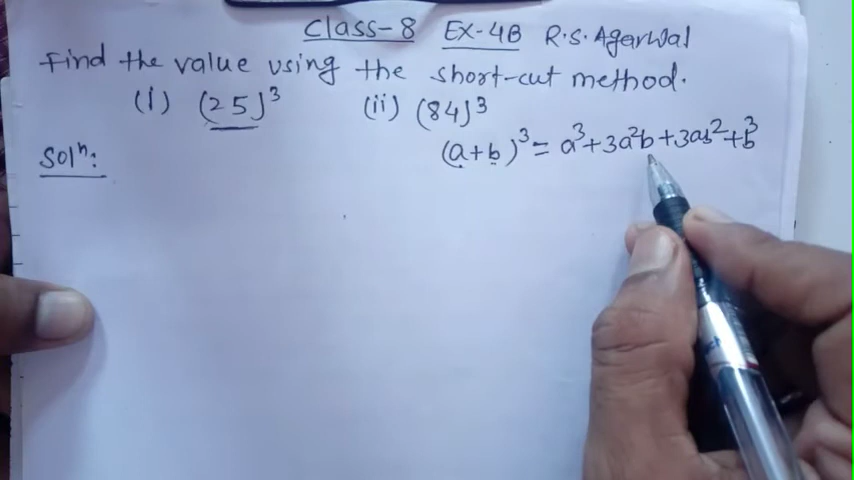 Class-8 EX-4B R.S. Agarwal
Find the value using the short-cut method.
(i) (25)³ (ii) (84)³
Solⁿ: (a+b)³ = a³+3a²b+3ab²+b³